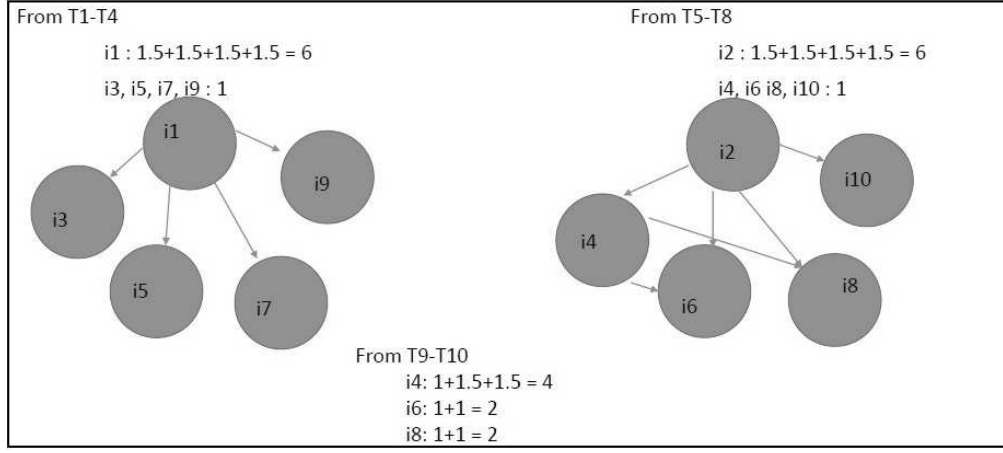 From T1-T4
i1 : 1.5+1.5+1.5+1.5 = 6
i3, i5, i7, i9 : 1
i1
i9
i3
i5
i7
From T5-T8
i2 : 1.5+1.5+1.5+1.5 = 6
i4, i6 i8, i10 : 1
i2
i10
i4
i8
i6
From T9-T10
i4: 1+1.5+1.5 = 4
i6: 1+1 = 2
i8: 1+1 = 2